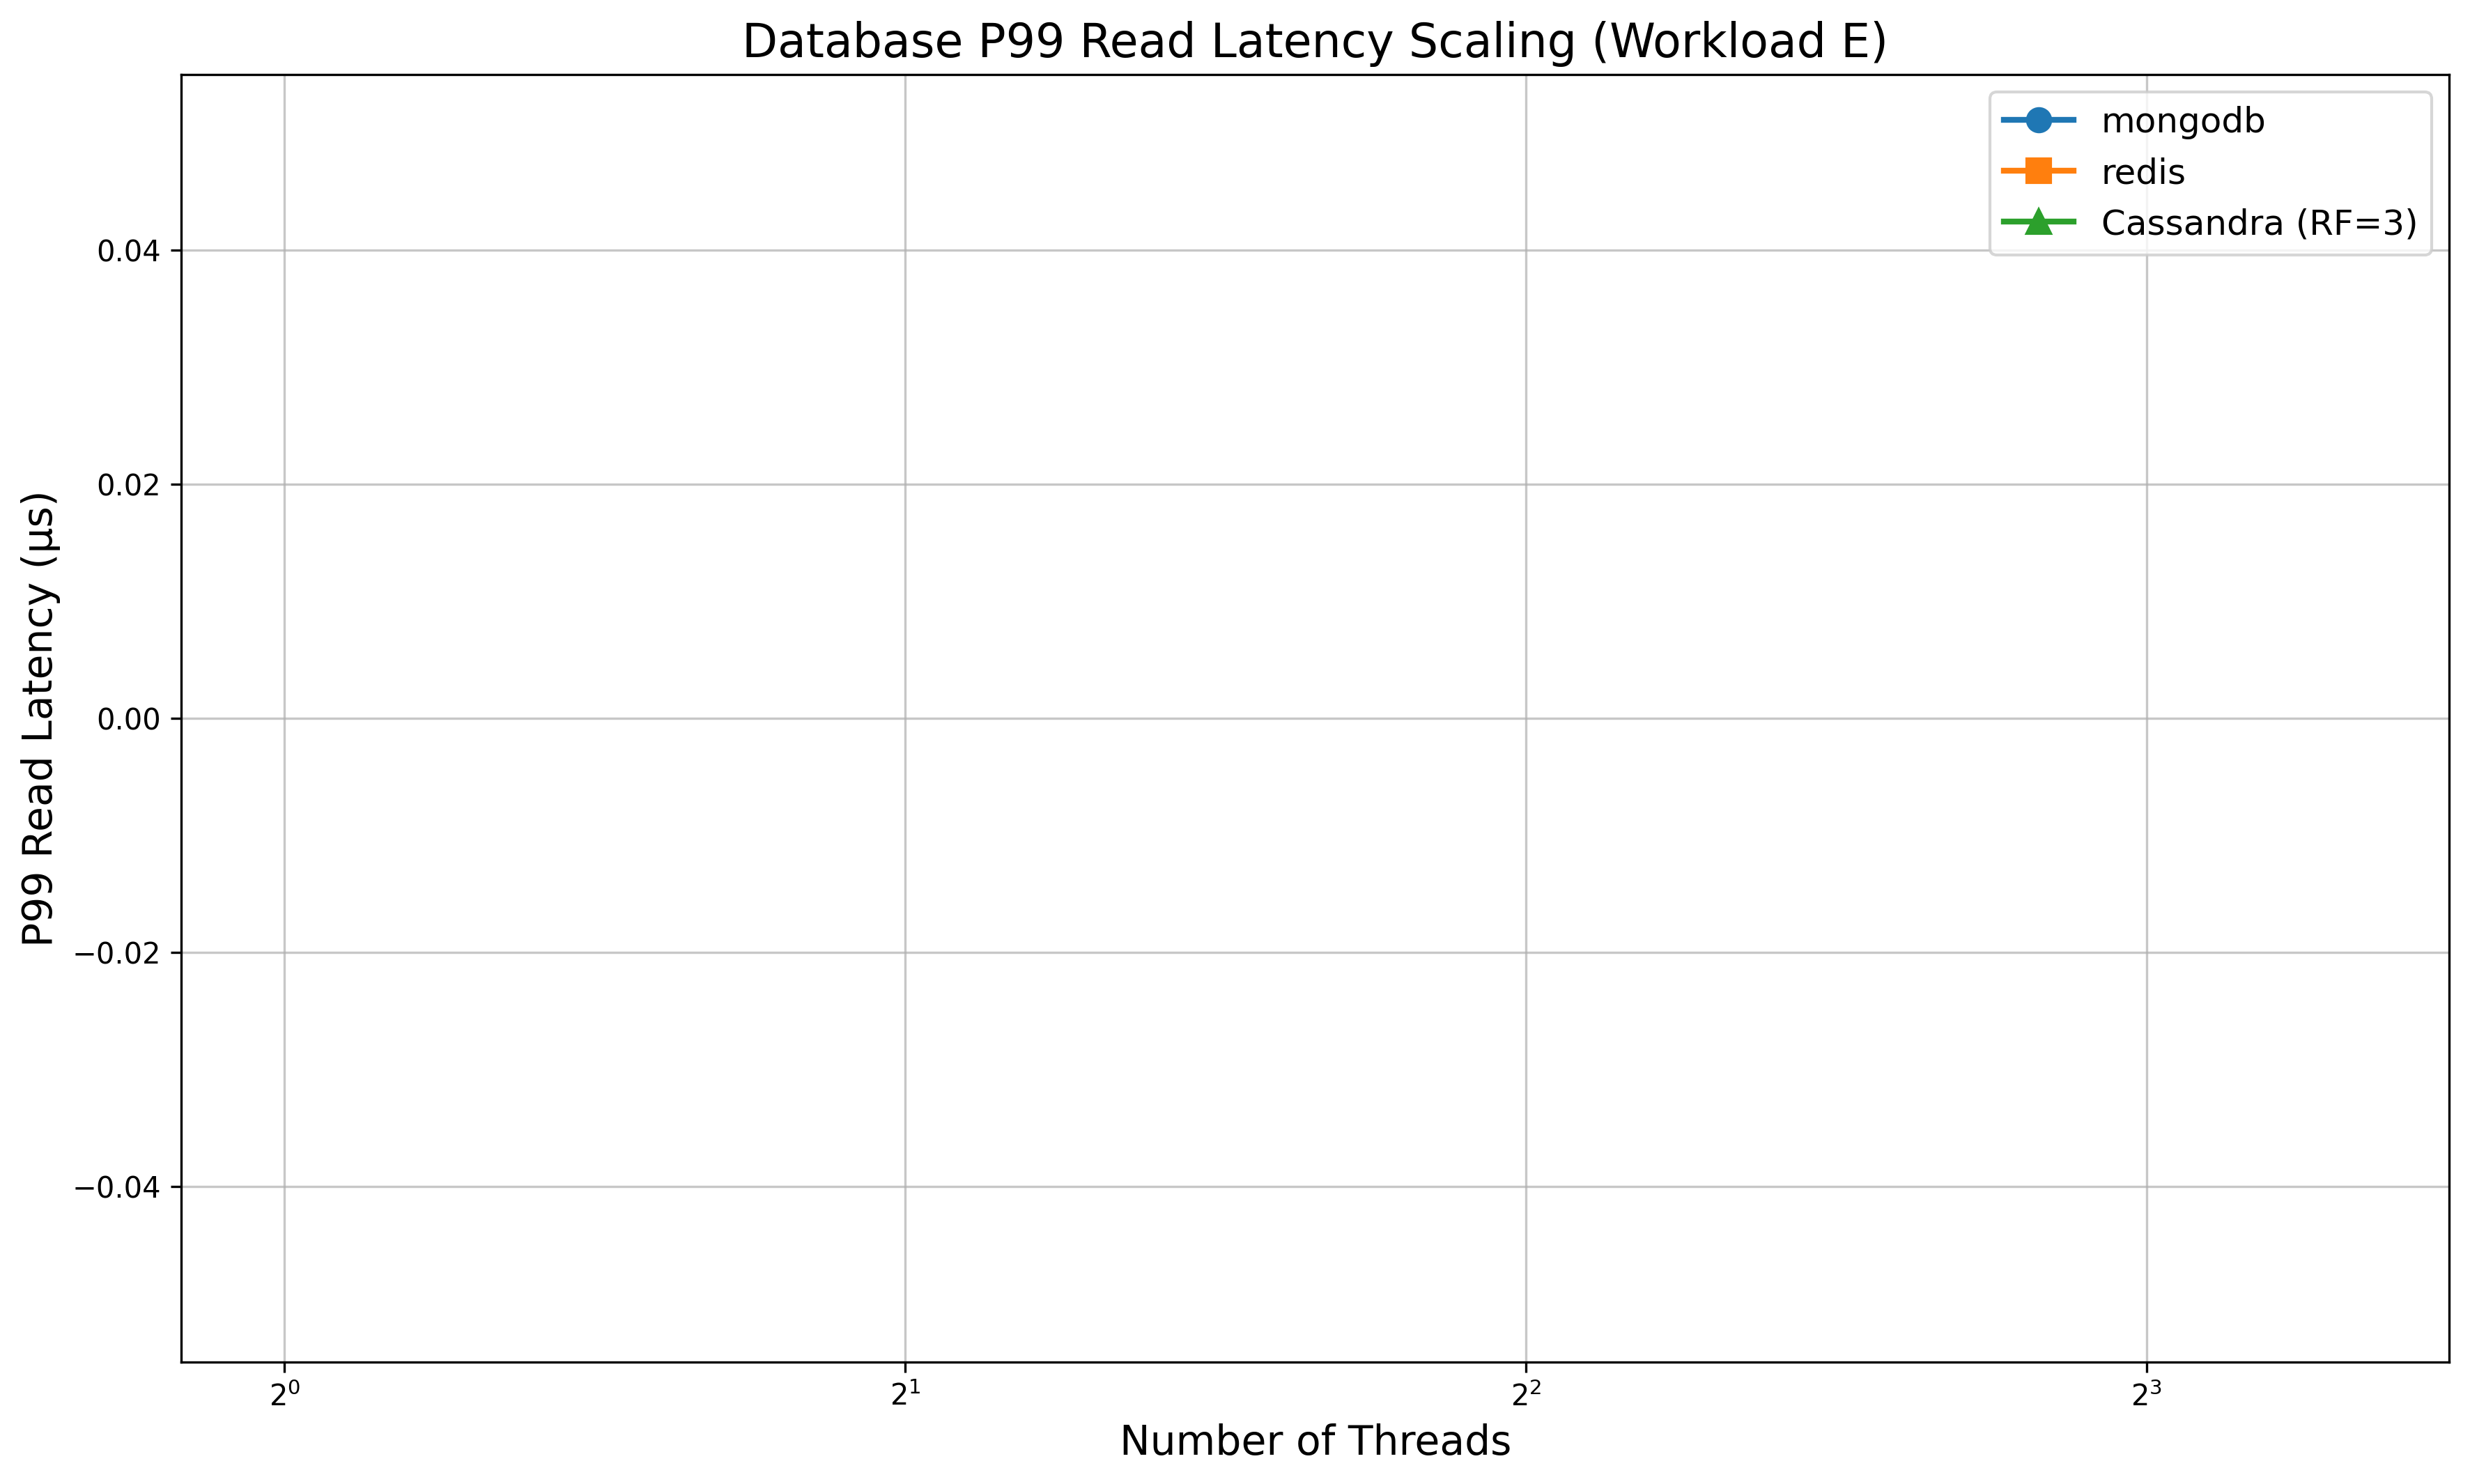 Database P99 Read Latency Scaling (Workload E)
mongodb
redis
Cassandra (RF=3)
P99 Read Latency (µs)
0.04
0.02
0.00
−0.02
−0.04
2⁰
2¹
2²
2³
Number of Threads